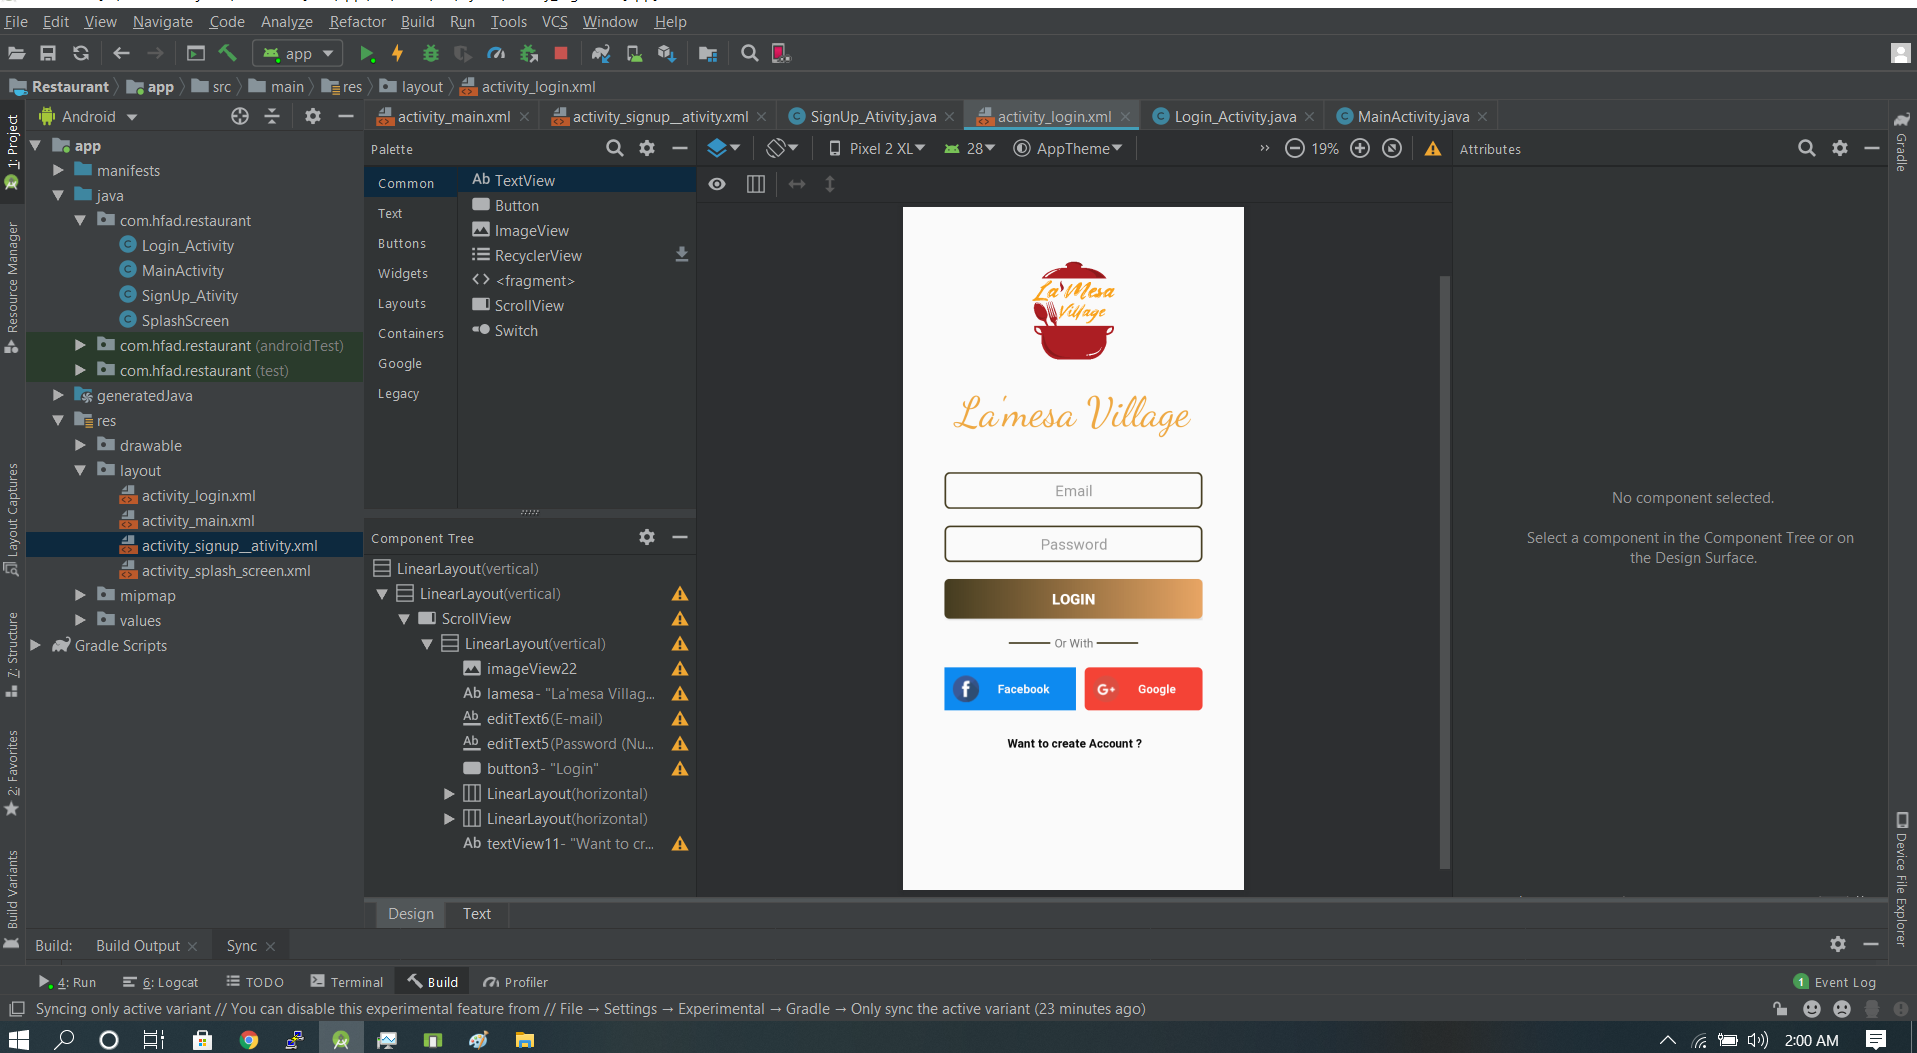 File Edit View Navigate Code Analyze Refactor Build Run Tools VCS Window Help
app
Restaurant app src main res layout activity_login.xml
Android
activity_main.xml activity_signup__ativity.xml SignUp_Ativity.java activity_login.xml Login_Activity.java MainActivity.java
1: Project
Resource Manager
Layout Captures
7: Structure
2: Favorites
Build Variants
app
manifests
java
com.hfad.restaurant
Login_Activity
MainActivity
SignUp_Ativity
SplashScreen
com.hfad.restaurant (androidTest)
com.hfad.restaurant (test)
generatedJava
res
drawable
layout
activity_login.xml
activity_main.xml
activity_signup__ativity.xml
activity_splash_screen.xml
mipmap
values
Gradle Scripts
Palette
Common
Text
Buttons
Widgets
Layouts
Containers
Google
Legacy
Ab TextView
Button
ImageView
RecyclerView
<> <fragment>
ScrollView
Switch
Component Tree
LinearLayout(vertical)
LinearLayout(vertical)
ScrollView
LinearLayout(vertical)
imageView22
Ab lamesa- "La'mesa Villag...
Ab editText6(E-mail)
Ab editText5(Password (Nu...
button3- "Login"
LinearLayout(horizontal)
LinearLayout(horizontal)
Ab textView11- "Want to cr...
Design Text
Pixel 2 XL 28 AppTheme » 19%
La'Mesa
Village
La'mesa Village
Email
Password
LOGIN
Or With
f Facebook G+ Google
Want to create Account ?
Attributes
No component selected.
Select a component in the Component Tree or on
the Design Surface.
Gradle
Device File Explorer
Build: Build Output Sync
4: Run 6: Logcat TODO Terminal Build Profiler 1 Event Log
Syncing only active variant // You can disable this experimental feature from // File → Settings → Experimental → Gradle → Only sync the active variant (23 minutes ago)
2:00 AM